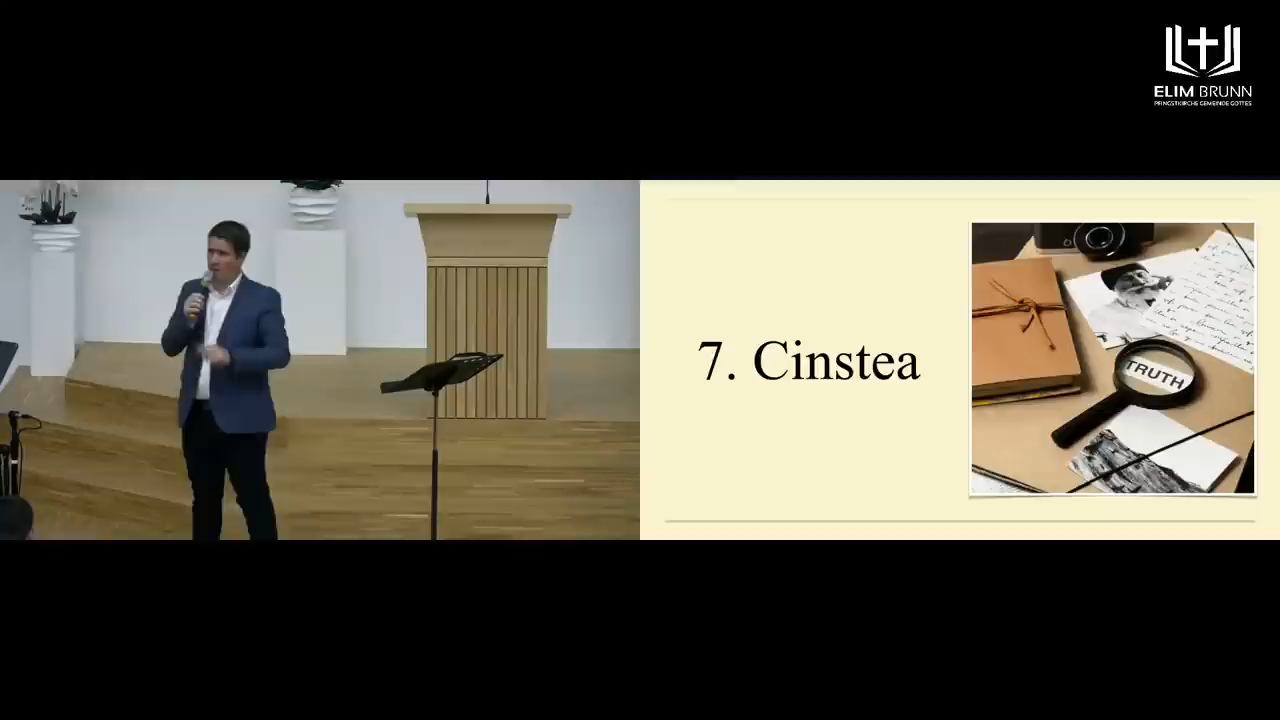 ELIM BRUNN
PFINGSTKIRCHE GEMEINDE GOTTES
7. Cinstea
TRUTH